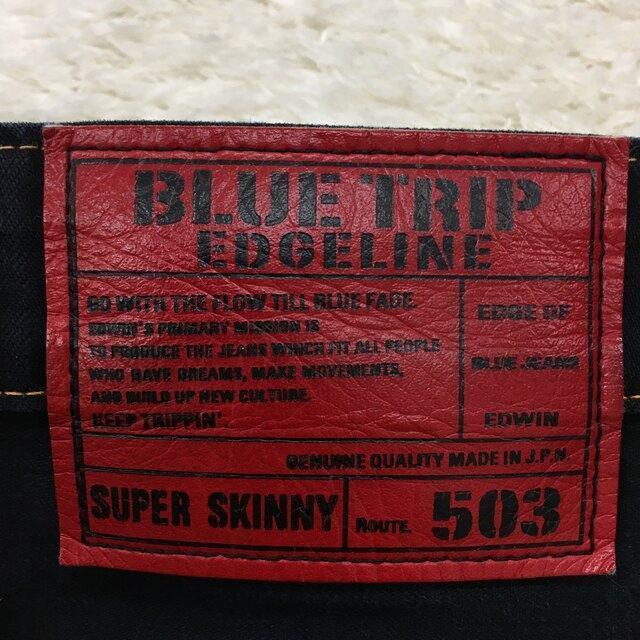 BLUE TRIP
EDGELINE
GO WITH THE FLOW TILL BLUE FADE.
EDWIN'S PRIMARY MISSION IS
TO PRODUCE THE JEANS WHICH FIT ALL PEOPLE
WHO HAVE DREAMS, MAKE MOVEMENTS,
AND BUILD UP NEW CULTURE.
KEEP TRIPPIN'.
EDGE OF
BLUE JEANS
EDWIN
GENUINE QUALITY MADE IN J.P.N.
SUPER SKINNY
ROUTE. 503